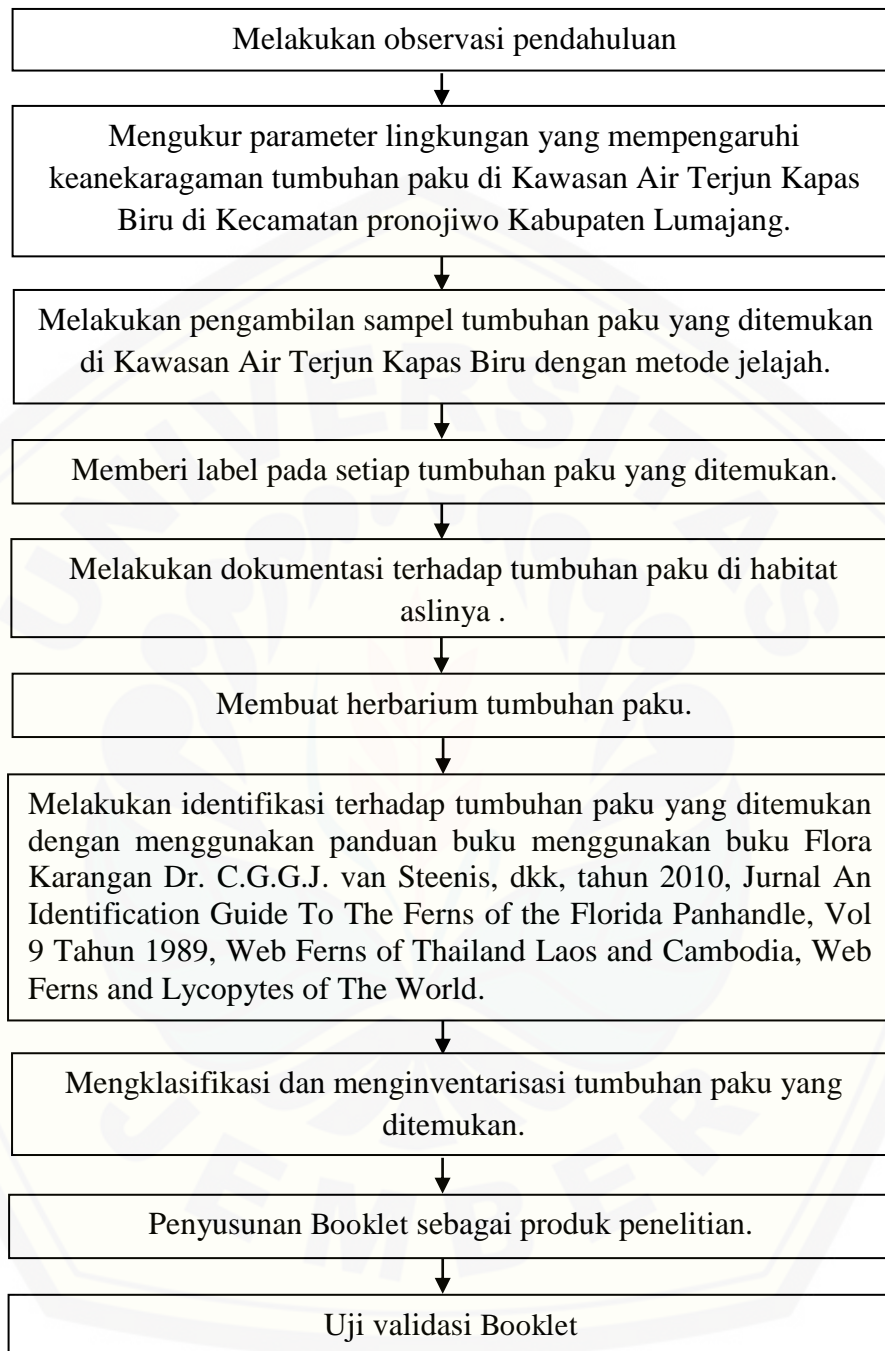 Melakukan observasi pendahuluan
Mengukur parameter lingkungan yang mempengaruhi
keanekaragaman tumbuhan paku di Kawasan Air Terjun Kapas
Biru di Kecamatan pronojiwo Kabupaten Lumajang.
Melakukan pengambilan sampel tumbuhan paku yang ditemukan
di Kawasan Air Terjun Kapas Biru dengan metode jelajah.
Memberi label pada setiap tumbuhan paku yang ditemukan.
Melakukan dokumentasi terhadap tumbuhan paku di habitat
aslinya .
Membuat herbarium tumbuhan paku.
Melakukan identifikasi terhadap tumbuhan paku yang ditemukan
dengan menggunakan panduan buku menggunakan buku Flora
Karangan Dr. C.G.G.J. van Steenis, dkk, tahun 2010, Jurnal An
Identification Guide To The Ferns of the Florida Panhandle, Vol
9 Tahun 1989, Web Ferns of Thailand Laos and Cambodia, Web
Ferns and Lycopytes of The World.
Mengklasifikasi dan menginventarisasi tumbuhan paku yang
ditemukan.
Penyusunan Booklet sebagai produk penelitian.
Uji validasi Booklet
UNIVERSITAS
JEMBER